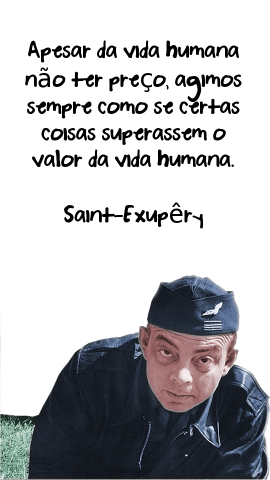 Apesar da vida humana
não ter preço, agimos
sempre como se certas
coisas superassem o
valor da vida humana.
Saint-Exupêry